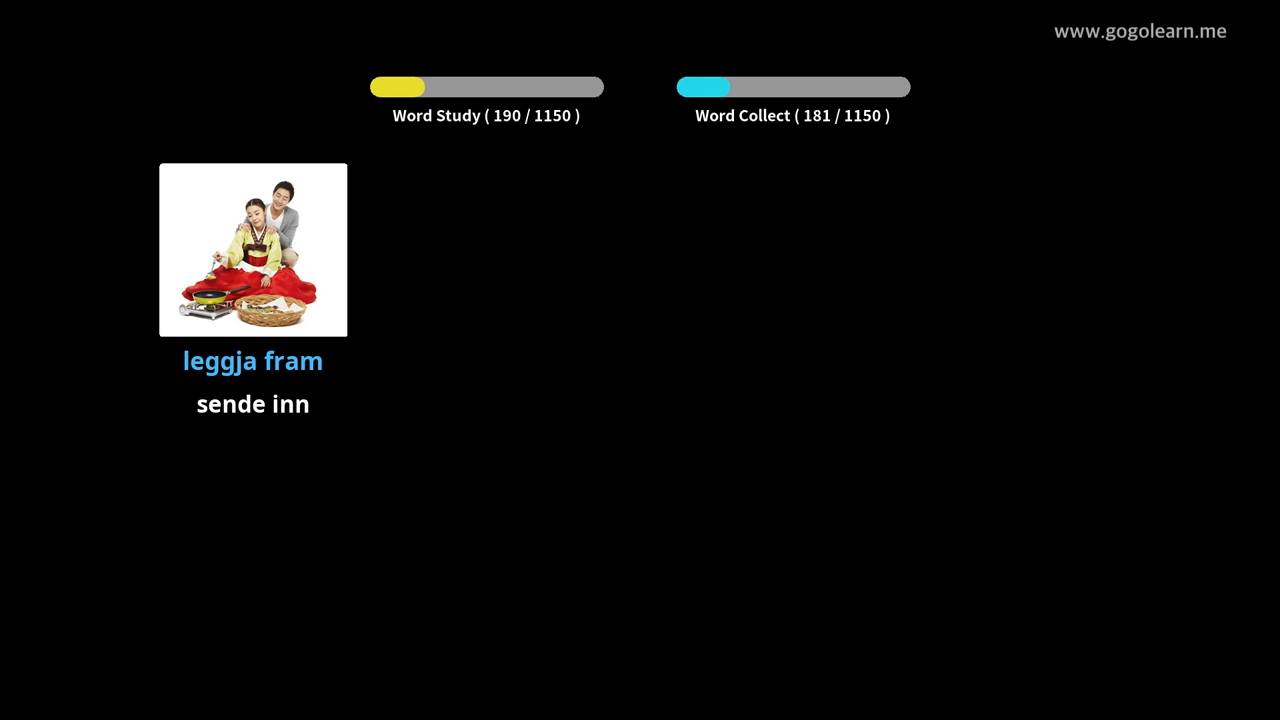 www.gogolearn.me
Word Study ( 190 / 1150 )
Word Collect ( 181 / 1150 )
leggja fram
sende inn